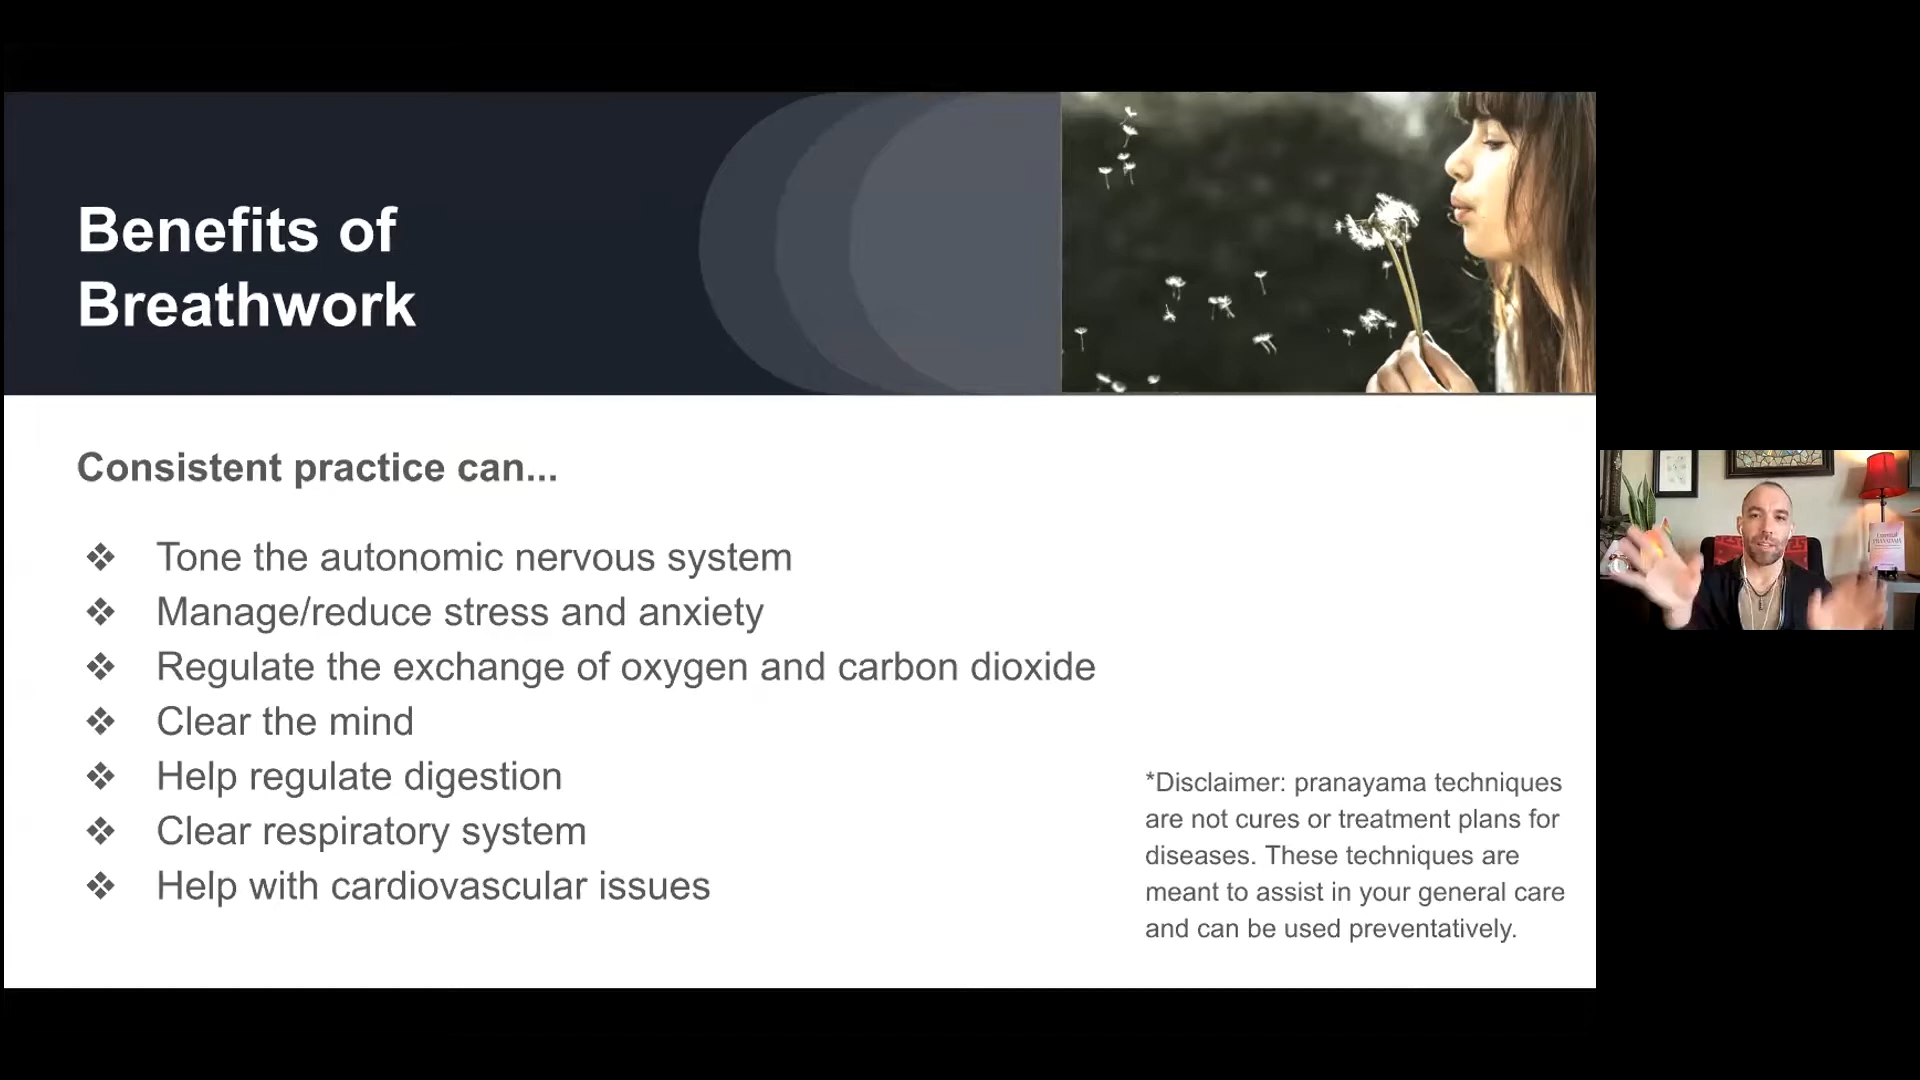 Benefits of
Breathwork
Consistent practice can...
❖ Tone the autonomic nervous system
❖ Manage/reduce stress and anxiety
❖ Regulate the exchange of oxygen and carbon dioxide
❖ Clear the mind
❖ Help regulate digestion
❖ Clear respiratory system
❖ Help with cardiovascular issues
*Disclaimer: pranayama techniques
are not cures or treatment plans for
diseases. These techniques are
meant to assist in your general care
and can be used preventatively.
PRANAYAMA